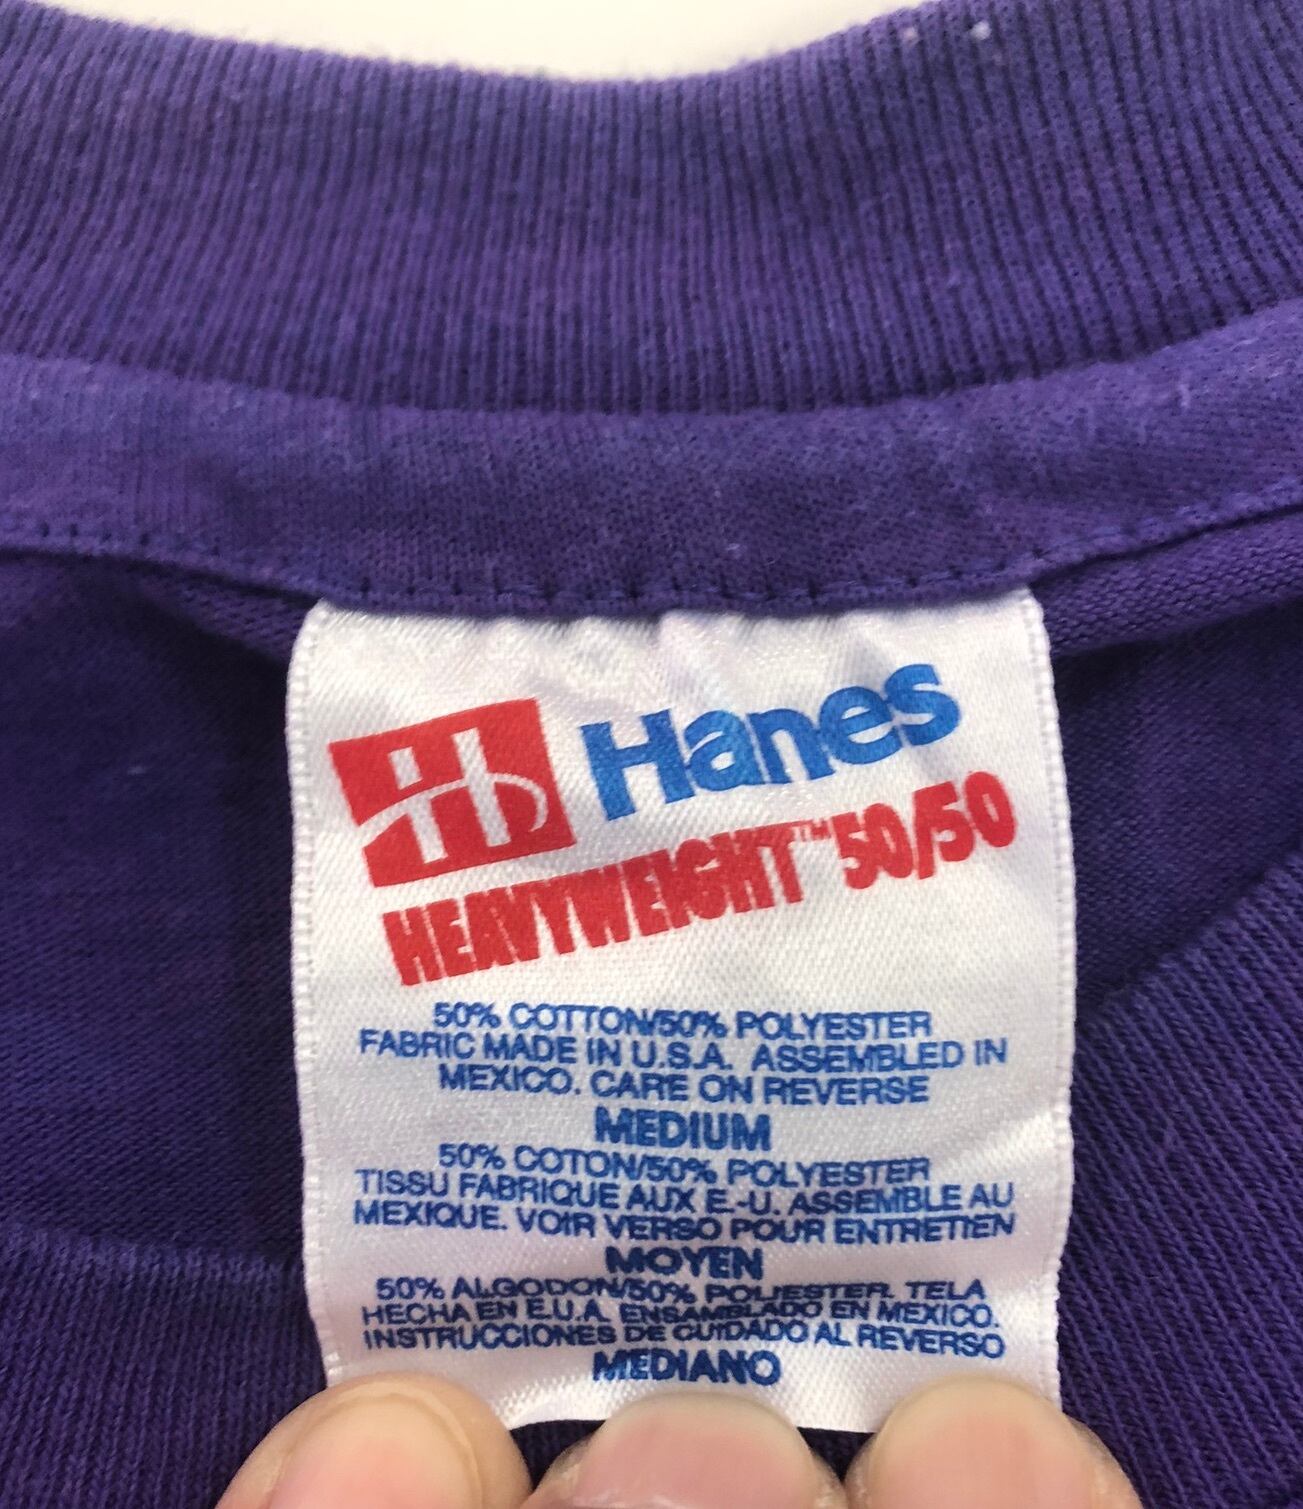 Hanes
HEAVYWEIGHT™ 50/50
50% COTTON/50% POLYESTER
FABRIC MADE IN U.S.A. ASSEMBLED IN
MEXICO. CARE ON REVERSE
MEDIUM
50% COTON/50% POLYESTER
TISSU FABRIQUE AUX E.-U. ASSEMBLE AU
MEXIQUE. VOIR VERSO POUR ENTRETIEN
MOYEN
50% ALGODON/50% POLIESTER. TELA
HECHA EN E.U.A. ENSAMBLADO EN MEXICO.
INSTRUCCIONES DE CUIDADO AL REVERSO
MEDIANO